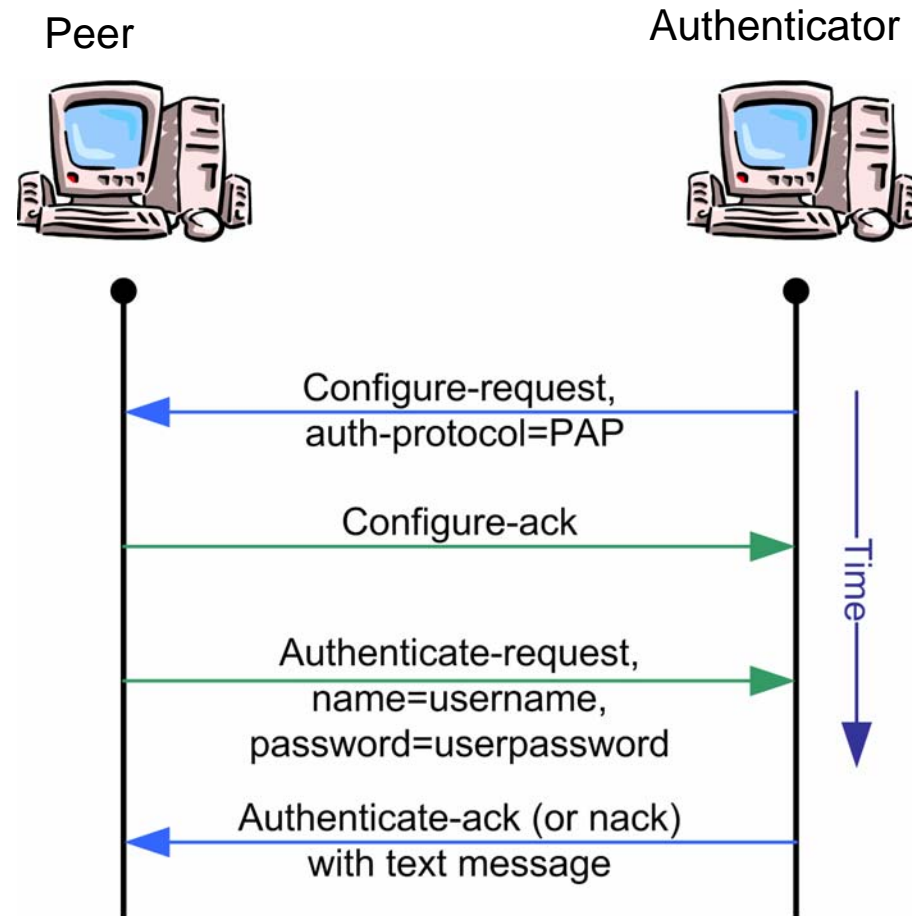 Peer
Authenticator
Configure-request,
auth-protocol=PAP
Configure-ack
Time
Authenticate-request,
name=username,
password=userpassword
Authenticate-ack (or nack)
with text message